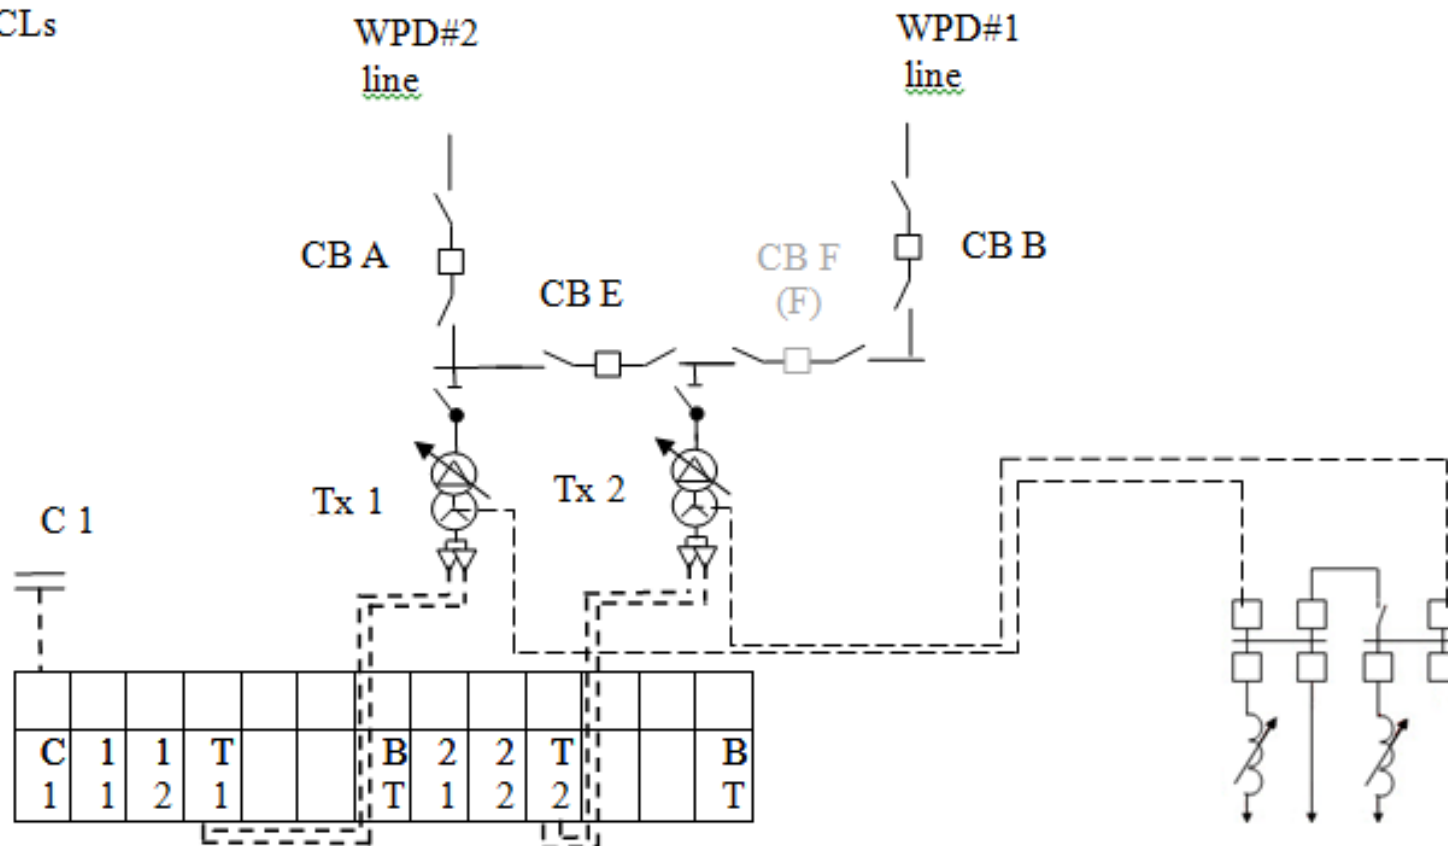 CLs
WPD#2
line
WPD#1
line
CB A
CB E
CB F
(F)
CB B
Tx 1
Tx 2
C 1
C 1 1 T B 2 2 T B
1 1 2 1 T 1 2 2 T